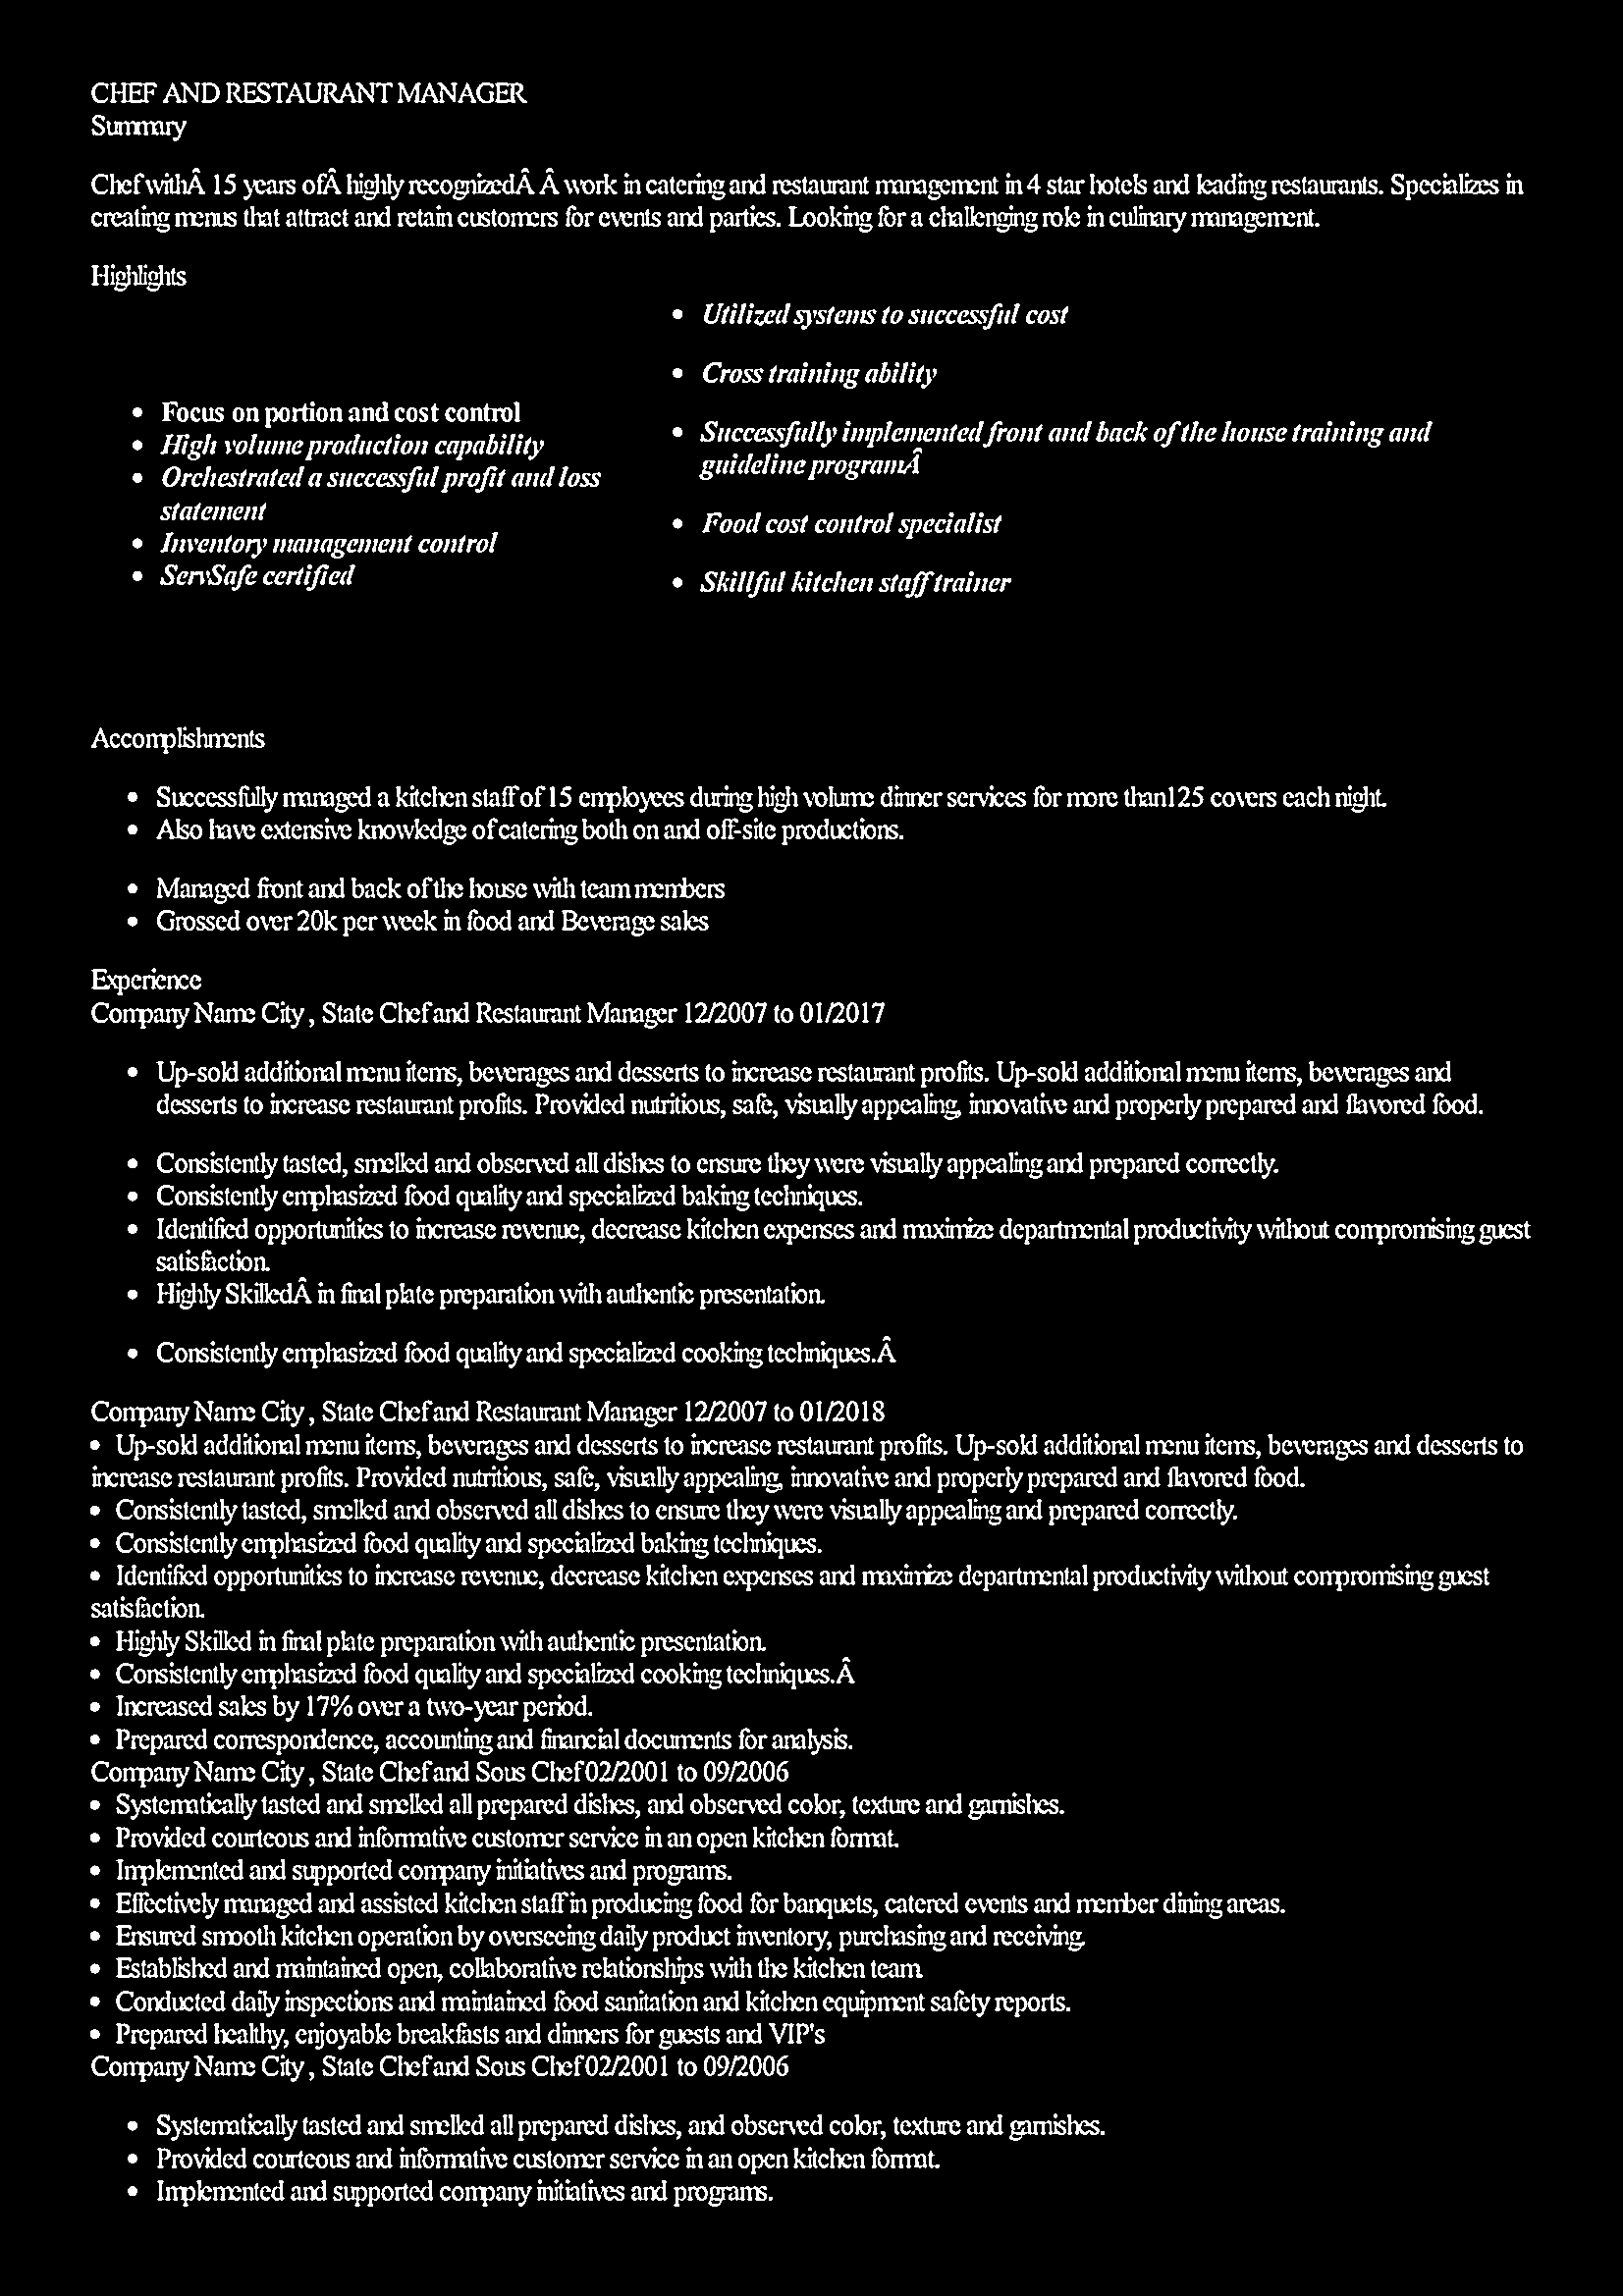 CHEF AND RESTAURANT MANAGER
Summary
Chef withÂ 15 years ofÂ highly recognizedÂ Â work in catering and restaurant management in 4 star hotels and leading restaurants. Specializes in
creating menus that attract and retain customers for events and parties. Looking for a challenging role in culinary management.
Highlights
• Focus on portion and cost control
• High volume production capability
• Orchestrated a successful profit and loss
statement
• Inventory management control
• ServSafe certified
• Utilized systems to successful cost
• Cross training ability
• Successfully implemented front and back of the house training and
guideline programÂ
• Food cost control specialist
• Skillful kitchen staff trainer
Accomplishments
• Successfully managed a kitchen staff of 15 employees during high volume dinner services for more than125 covers each night.
• Also have extensive knowledge of catering both on and off-site productions.
• Managed front and back of the house with team members
• Grossed over 20k per week in food and Beverage sales
Experience
Company Name City , State Chef and Restaurant Manager 12/2007 to 01/2017
• Up-sold additional menu items, beverages and desserts to increase restaurant profits. Up-sold additional menu items, beverages and
desserts to increase restaurant profits. Provided nutritious, safe, visually appealing, innovative and properly prepared and flavored food.
• Consistently tasted, smelled and observed all dishes to ensure they were visually appealing and prepared correctly.
• Consistently emphasized food quality and specialized baking techniques.
• Identified opportunities to increase revenue, decrease kitchen expenses and maximize departmental productivity without compromising guest
satisfaction.
• Highly SkilledÂ in final plate preparation with authentic presentation.
• Consistently emphasized food quality and specialized cooking techniques.Â
Company Name City , State Chef and Restaurant Manager 12/2007 to 01/2018
• Up-sold additional menu items, beverages and desserts to increase restaurant profits. Up-sold additional menu items, beverages and desserts to
increase restaurant profits. Provided nutritious, safe, visually appealing, innovative and properly prepared and flavored food.
• Consistently tasted, smelled and observed all dishes to ensure they were visually appealing and prepared correctly.
• Consistently emphasized food quality and specialized baking techniques.
• Identified opportunities to increase revenue, decrease kitchen expenses and maximize departmental productivity without compromising guest
satisfaction.
• Highly Skilled in final plate preparation with authentic presentation.
• Consistently emphasized food quality and specialized cooking techniques.Â
• Increased sales by 17% over a two-year period.
• Prepared correspondence, accounting and financial documents for analysis.
Company Name City , State Chef and Sous Chef 02/2001 to 09/2006
• Systematically tasted and smelled all prepared dishes, and observed color, texture and garnishes.
• Provided courteous and informative customer service in an open kitchen format.
• Implemented and supported company initiatives and programs.
• Effectively managed and assisted kitchen staff in producing food for banquets, catered events and member dining areas.
• Ensured smooth kitchen operation by overseeing daily product inventory, purchasing and receiving.
• Established and maintained open, collaborative relationships with the kitchen team.
• Conducted daily inspections and maintained food sanitation and kitchen equipment safety reports.
• Prepared healthy, enjoyable breakfasts and dinners for guests and VIP's
Company Name City , State Chef and Sous Chef 02/2001 to 09/2006
• Systematically tasted and smelled all prepared dishes, and observed color, texture and garnishes.
• Provided courteous and informative customer service in an open kitchen format.
• Implemented and supported company initiatives and programs.